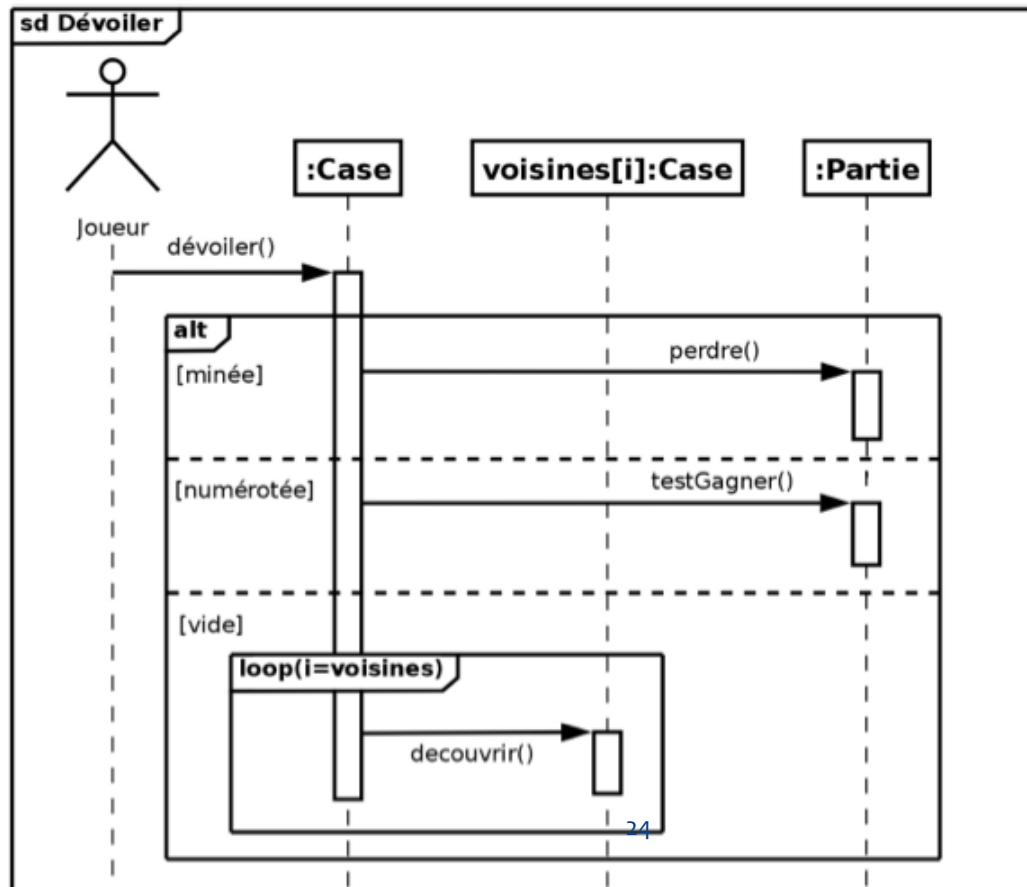 sd Dévoiler
:Case
voisines[i]:Case
:Partie
Joueur
dévoiler()
alt
perdre()
[minée]
testGagner()
[numérotée]
[vide]
loop(i=voisines)
decouvrir()
24